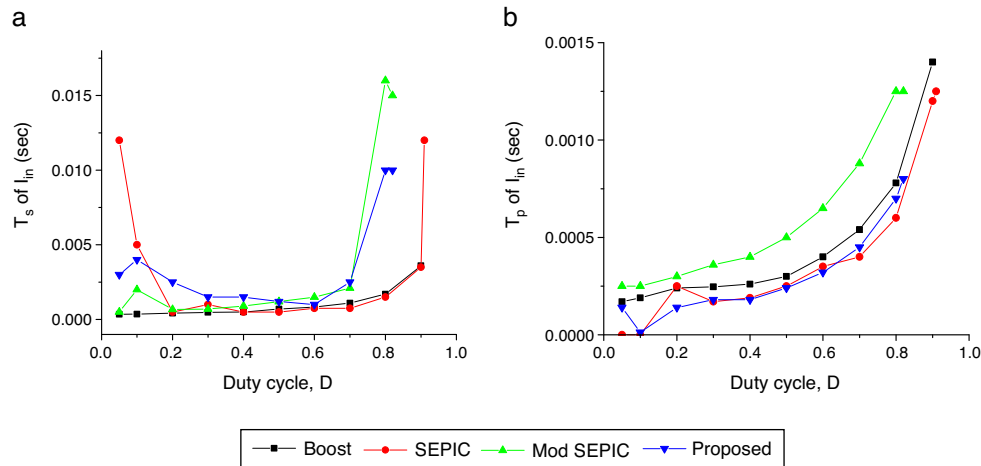 a
T_s of I_in (sec)
0.015
0.010
0.005
0.000
0.0 0.2 0.4 0.6 0.8 1.0
Duty cycle, D
b
T_p of I_in (sec)
0.0015
0.0010
0.0005
0.0000
0.0 0.2 0.4 0.6 0.8 1.0
Duty cycle, D
Boost SEPIC Mod SEPIC Proposed